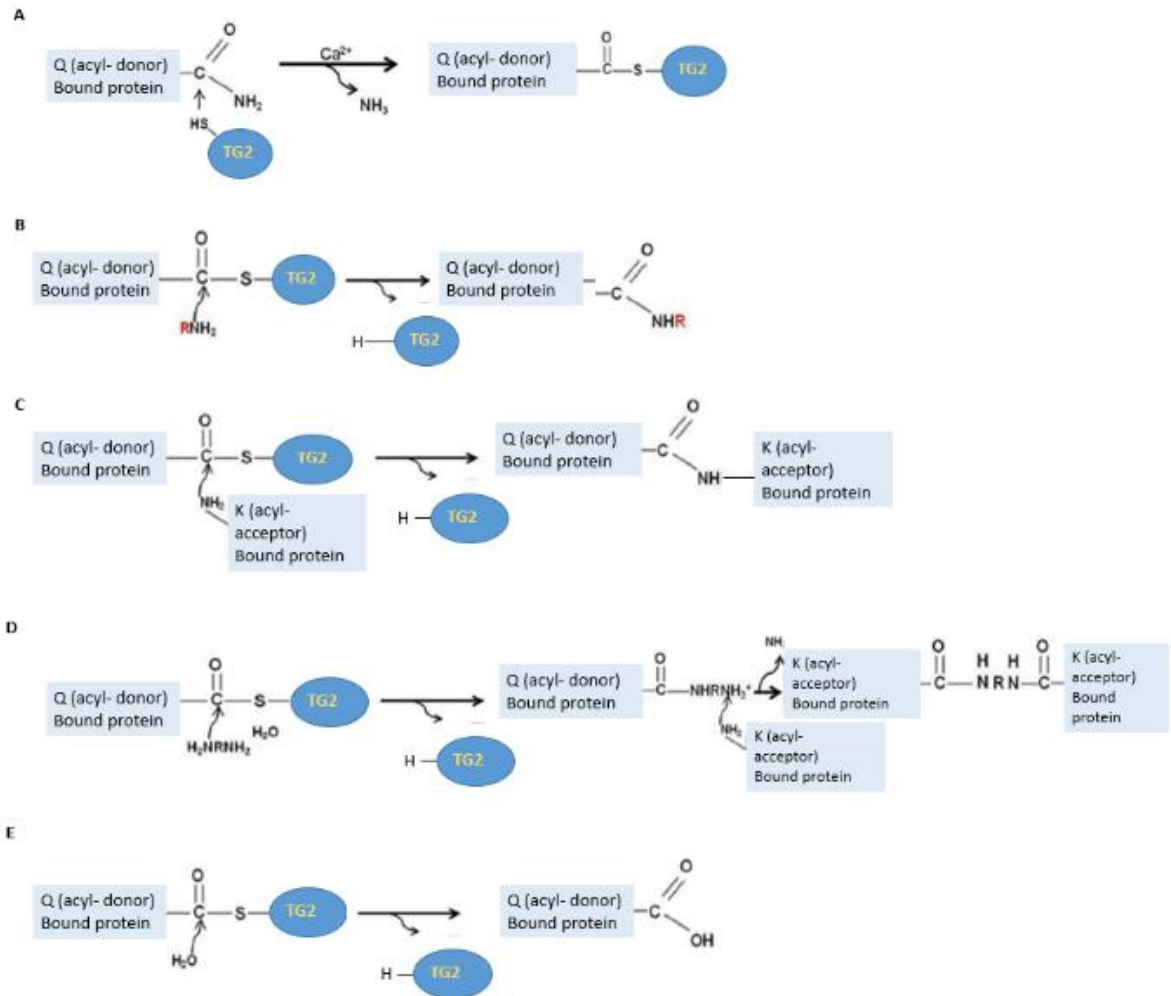 A
Q (acyl- donor)
Bound protein
C
O
NH2
HS
TG2
Ca2+
NH3
Q (acyl- donor)
Bound protein
O
C
S
TG2
B
Q (acyl- donor)
Bound protein
O
C
S
TG2
RNH2
H
TG2
Q (acyl- donor)
Bound protein
O
C
NHR
C
Q (acyl- donor)
Bound protein
O
C
S
TG2
NH2
K (acyl-
acceptor)
Bound protein
H
TG2
Q (acyl- donor)
Bound protein
O
C
NH
K (acyl-
acceptor)
Bound protein
D
Q (acyl- donor)
Bound protein
O
C
S
TG2
H2O
H2NRNH2
H
TG2
Q (acyl- donor)
Bound protein
O
C
NHRNH3+
NH2
K (acyl-
acceptor)
Bound protein
NH
K (acyl-
acceptor)
Bound protein
O H H O
C N R N C
K (acyl-
acceptor)
Bound
protein
E
Q (acyl- donor)
Bound protein
O
C
S
TG2
H2O
H
TG2
Q (acyl- donor)
Bound protein
O
C
OH